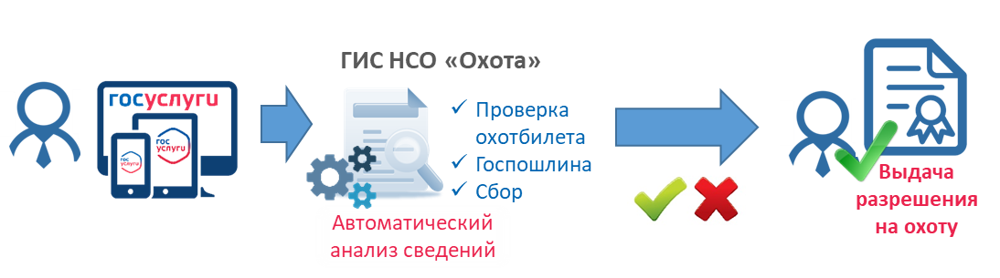 госуслуги
гос
услуги
гос
услуги
ГИС НСО «Охота»
Проверка
охотбилета
Госпошлина
Сбор
Автоматический
анализ сведений
Выдача
разрешения
на охоту